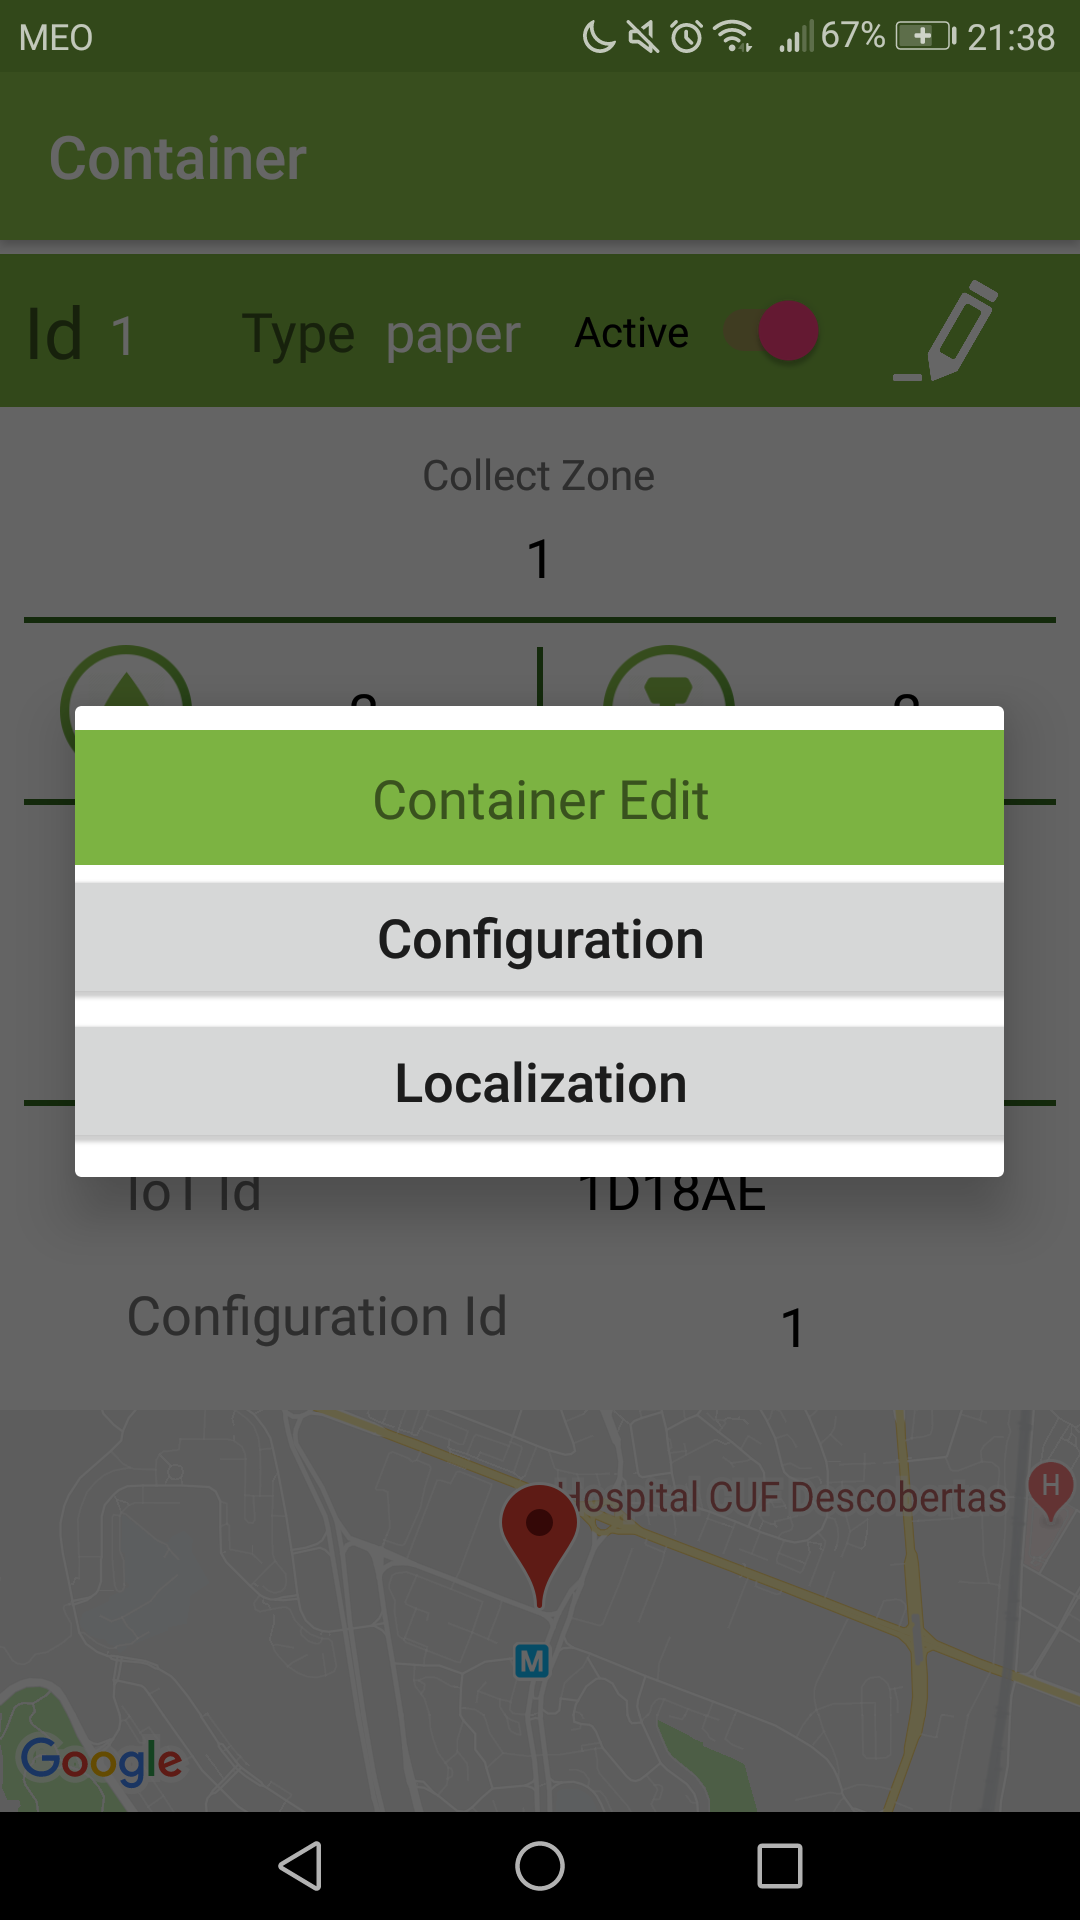 MEO 67% 21:38
Container
Id 1 Type paper Active
Collect Zone
1
Container Edit
Configuration
Localization
IoT Id 1D18AE
Configuration Id 1
Hospital CUF Descobertas H
M
Google